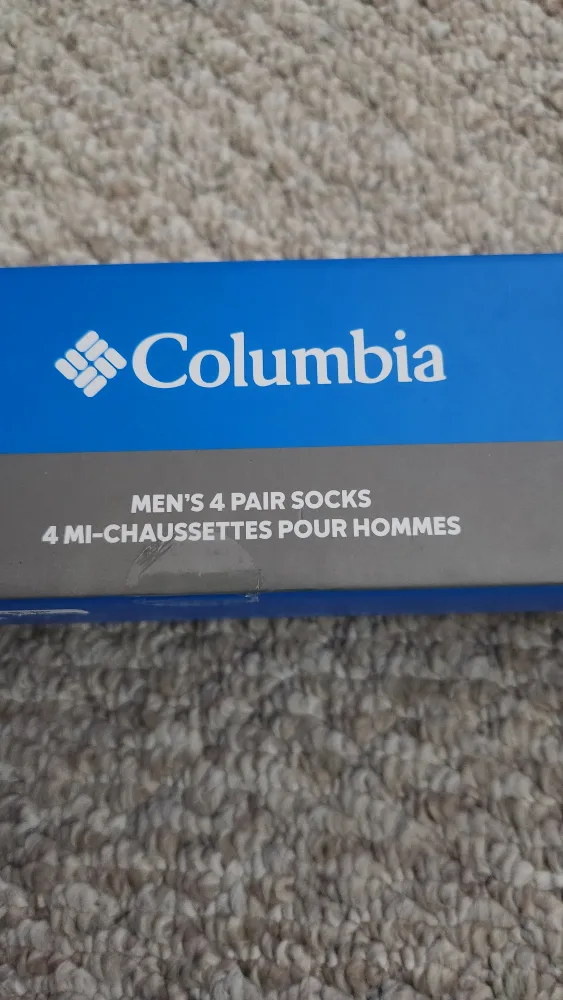 Columbia
MEN'S 4 PAIR SOCKS
4 MI-CHAUSSETTES POUR HOMMES